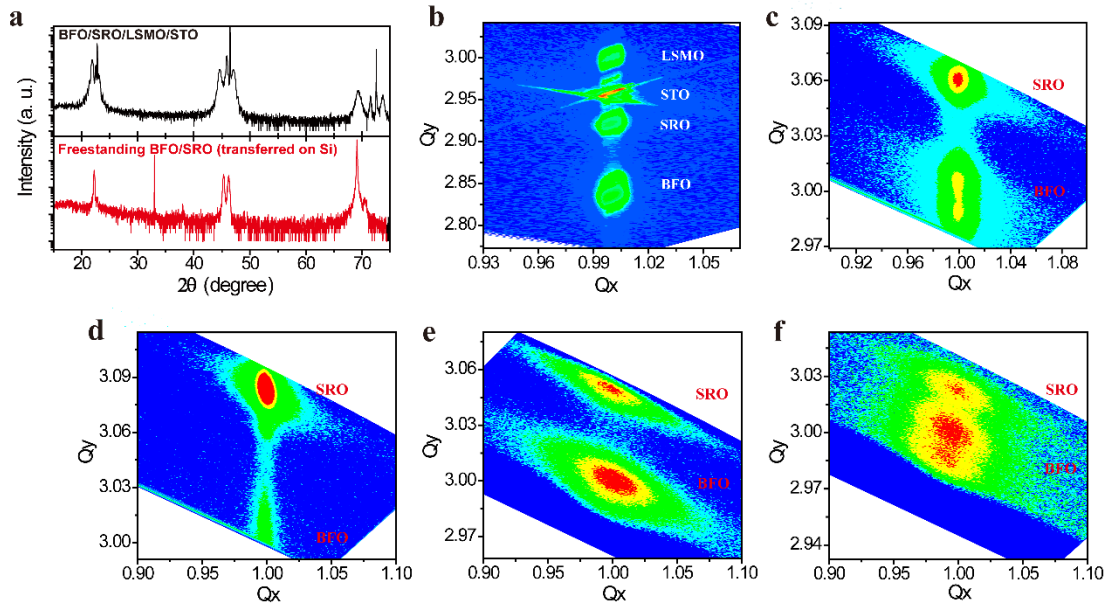 a
BFO/SRO/LSMO/STO
Freestanding BFO/SRO (transferred on Si)
Intensity (a. u.)
20 30 40 50 60 70
2θ (degree)
b
3.00
2.95
2.90
2.85
2.80
Qy
LSMO
STO
SRO
BFO
0.93 0.96 0.99 1.02 1.05
Qx
c
3.09
3.06
3.03
3.00
2.97
Qy
SRO
BFO
0.92 0.96 1.00 1.04 1.08
Qx
d
3.09
3.06
3.03
3.00
Qy
SRO
BFO
0.90 0.95 1.00 1.05 1.10
Qx
e
3.06
3.03
3.00
2.97
Qy
SRO
BFO
0.90 0.95 1.00 1.05 1.10
Qx
f
3.03
3.00
2.97
2.94
Qy
SRO
BFO
0.90 0.95 1.00 1.05 1.10
Qx